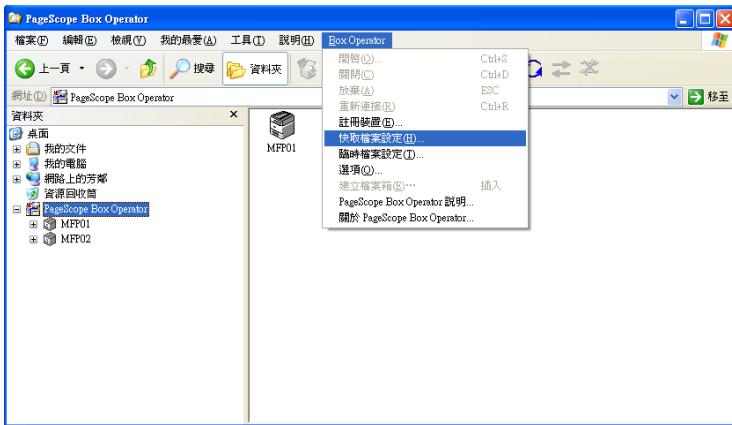 PageScope Box Operator
檔案(F) 編輯(E) 檢視(V) 我的最愛(A) 工具(T) 說明(H) Box Operator
上一頁 搜尋 資料夾
網址(D) PageScope Box Operator 移至
資料夾 ×
桌面
我的文件
我的電腦
網路上的芳鄰
資源回收筒
PageScope Box Operator
MFP01
MFP02
MFP01
開啓(O)... Ctrl+S
關閉(C) Ctrl+D
放棄(A) ESC
重新連接(R) Ctrl+R
註冊裝置(E)...
快取檔案設定(H)...
臨時檔案設定(T)...
選項(O)...
建立檔案箱(E)... 插入
PageScope Box Operator 說明...
關於 PageScope Box Operator...